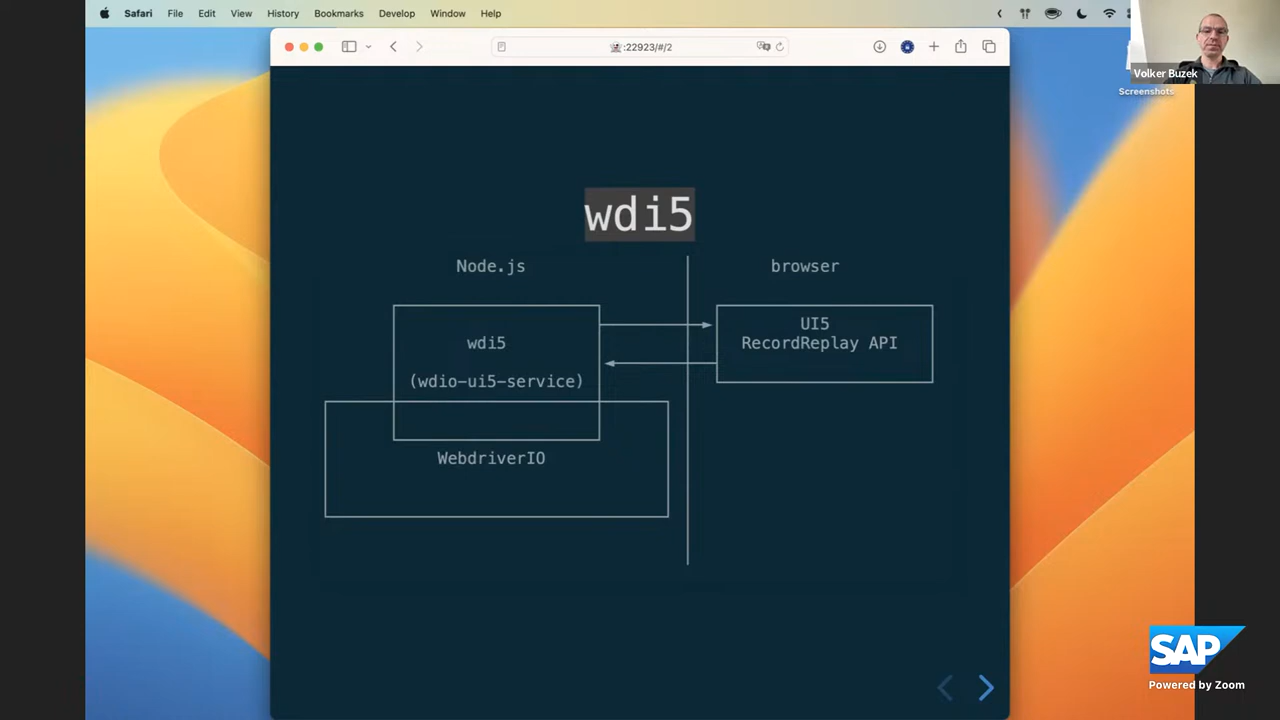 Safari File Edit View History Bookmarks Develop Window Help
:22923/#/2
Volker Buzek
Screenshots
wdi5
Node.js
browser
wdi5
(wdio-ui5-service)
UI5
RecordReplay API
WebdriverIO
SAP
Powered by Zoom